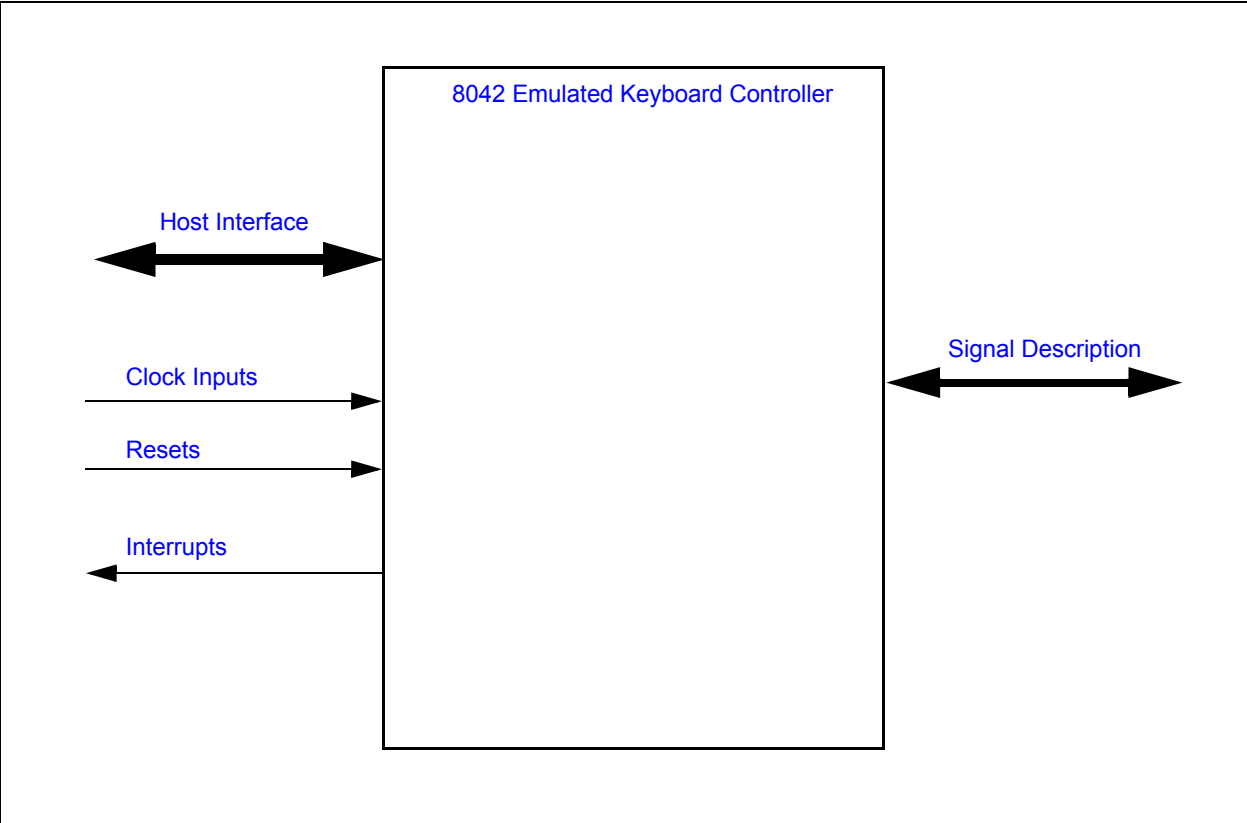 8042 Emulated Keyboard Controller
Host Interface
Signal Description
Clock Inputs
Resets
Interrupts